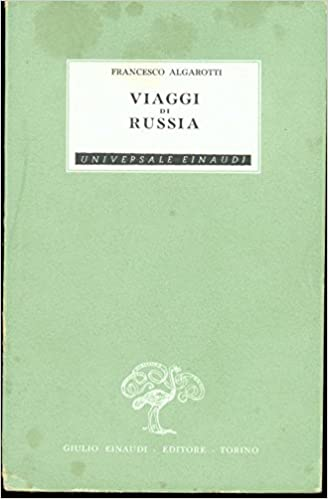 FRANCESCO ALGAROTTI
VIAGGI
DI
RUSSIA
UNIVERSALE EINAUDI
GIULIO EINAUDI - EDITORE - TORINO